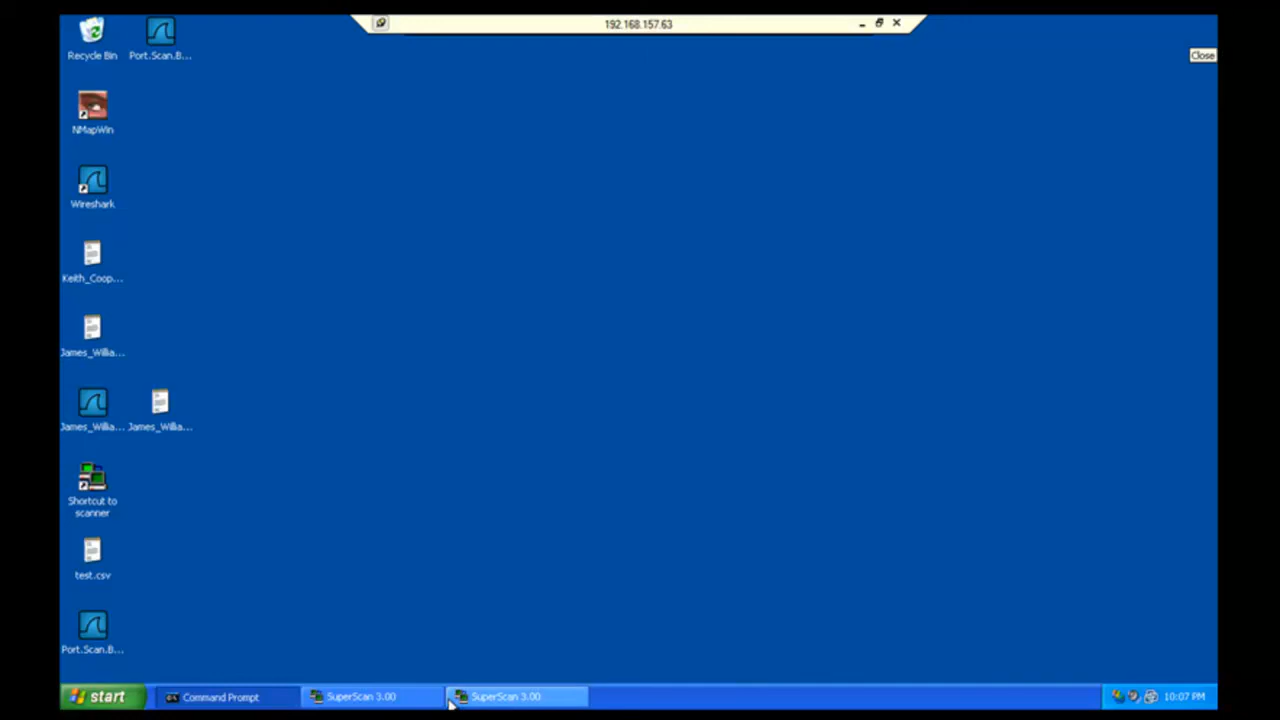 192.168.157.63
Close
Recycle Bin
Port.Scan.B...
NMapWin
Wireshark
Keith_Coop...
James_Willia...
James_Willia...
James_Willia...
Shortcut to
scanner
test.csv
Port.Scan.B...
start
Command Prompt
SuperScan 3.00
SuperScan 3.00
10:07 PM